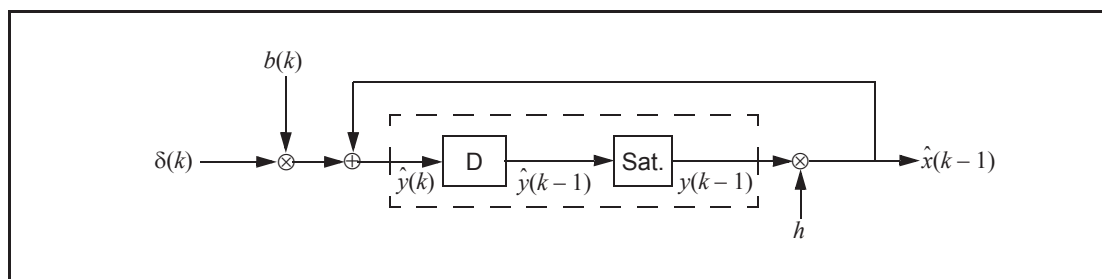 b(k)
δ(k)
D
Sat.
x̂(k – 1)
ŷ(k)
ŷ(k – 1)
y(k – 1)
h